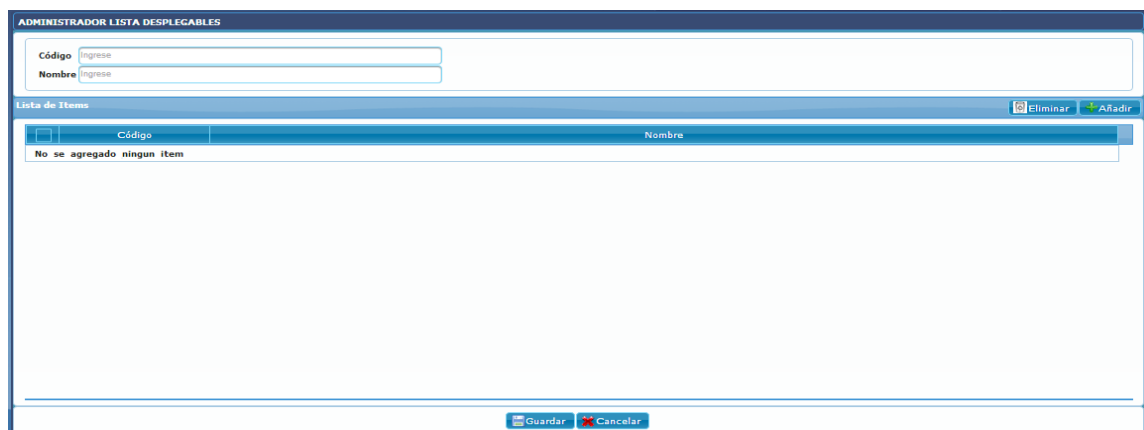 ADMINISTRADOR LISTA DESPLEGABLES
Código Ingrese
Nombre Ingrese
Lista de Items Eliminar Añadir
Código Nombre
No se agregado ningun item
Guardar Cancelar